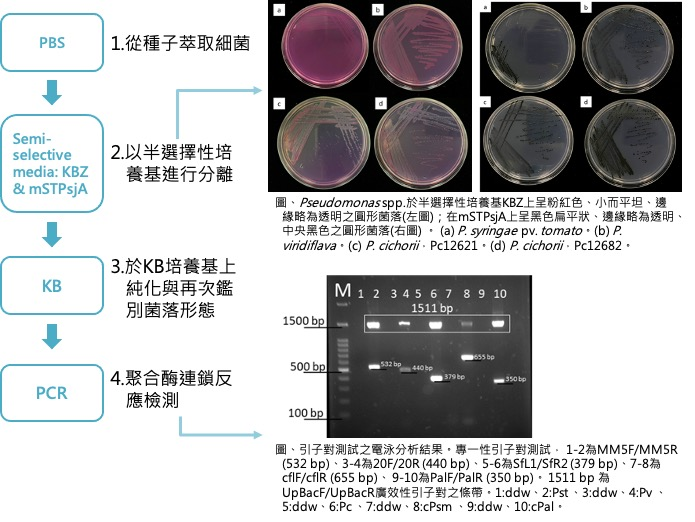 PBS
1.從種子萃取細菌
Semi-
selective
media: KBZ
& mSTPsjA
2.以半選擇性培
養基進行分離
KB
3.於KB培養基上
純化與再次鑑
別菌落形態
PCR
4.聚合酶連鎖反
應檢測
a
b
c
d
a
b
c
d
圖、Pseudomonas spp.於半選擇性培養基KBZ上呈粉紅色、小而平坦、邊
緣略為透明之圓形菌落(左圖)；在mSTPsjA上呈黑色扁平狀、邊緣略為透明、
中央黑色之圓形菌落(右圖)。(a) P. syringae pv. tomato。(b) P.
viridiflava。(c) P. cichorii，Pc12621。(d) P. cichorii，Pc12682。
M 1 2 3 4 5 6 7 8 9 10
1511 bp
1500 bp
500 bp
100 bp
532 bp
440 bp
379 bp
655 bp
350 bp
圖、引子對測試之電泳分析結果。專一性引子對測試，1-2為MM5F/MM5R
(532 bp)、3-4為20F/20R (440 bp)、5-6為SfL1/SfR2 (379 bp)、7-8為
cflF/cflR (655 bp)、 9-10為PalF/PalR (350 bp)。1511 bp 為
UpBacF/UpBacR廣效性引子對之條帶。1:ddw、2:Pst、3:ddw、4:Pv、
5:ddw、6:Pc、7:ddw、8:cPsm、9:ddw、10:cPal。